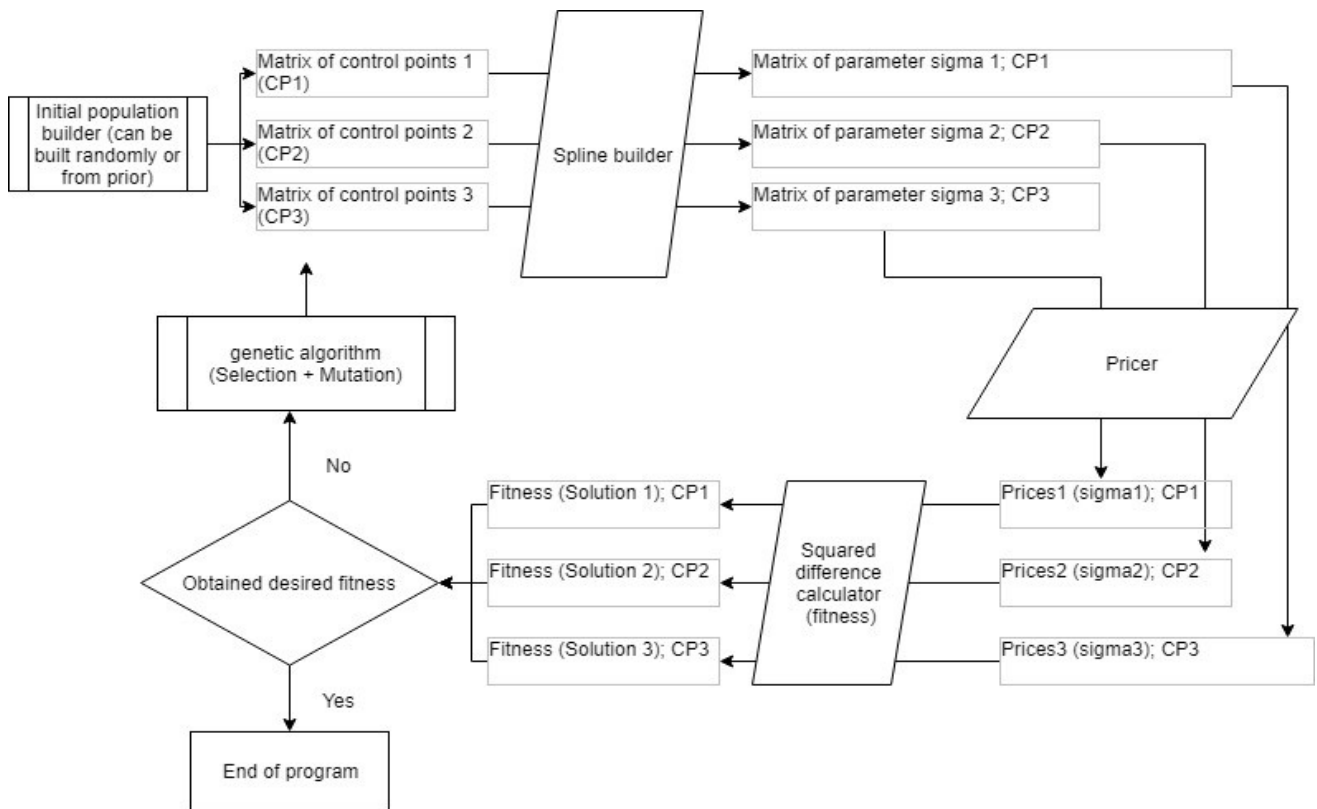 Initial population
builder (can be
built randomly or
from prior)
Matrix of control points 1
(CP1)
Matrix of control points 2
(CP2)
Matrix of control points 3
(CP3)
Spline builder
Matrix of parameter sigma 1; CP1
Matrix of parameter sigma 2; CP2
Matrix of parameter sigma 3; CP3
Pricer
Prices1 (sigma1); CP1
Prices2 (sigma2); CP2
Prices3 (sigma3); CP3
Squared
difference
calculator
(fitness)
Fitness (Solution 1); CP1
Fitness (Solution 2); CP2
Fitness (Solution 3); CP3
Obtained desired fitness
No
genetic algorithm
(Selection + Mutation)
Yes
End of program